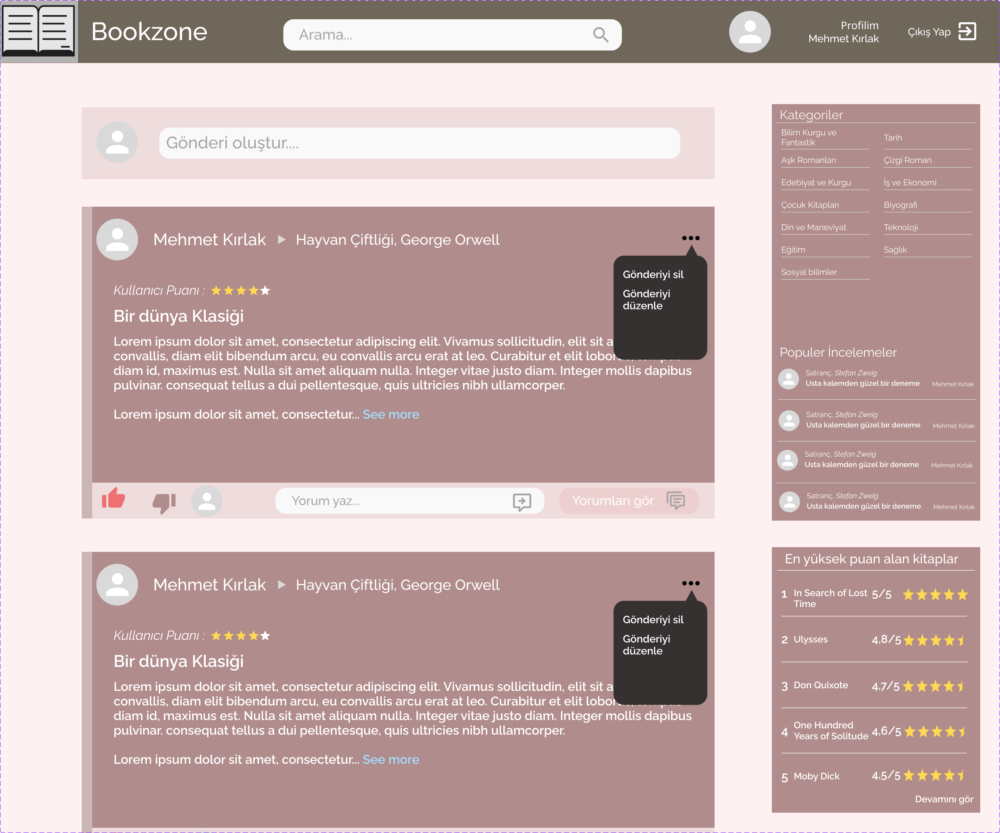 Bookzone
Arama...
Profilim
Mehmet Kırlak
Çıkış Yap
Gönderi oluştur....
Mehmet Kırlak
Hayvan Çiftliği, George Orwell
Gönderiyi sil
Gönderiyi
düzenle
Kullanıcı Puanı :
Bir dünya Klasiği
Lorem ipsum dolor sit amet, consectetur adipiscing elit. Vivamus sollicitudin, elit sit
convallis, diam elit bibendum arcu, eu convallis arcu erat at leo. Curabitur et elit
diam id, maximus est. Nulla sit amet aliquam nulla. Integer vitae justo diam. Integer mollis dapibus
pulvinar. consequat tellus a dui pellentesque, quis ultricies nibh ullamcorper.
Lorem ipsum dolor sit amet, consectetur... See more
Yorum yaz...
Yorumları gör
Mehmet Kırlak
Hayvan Çiftliği, George Orwell
Gönderiyi sil
Gönderiyi
düzenle
Kullanıcı Puanı :
Bir dünya Klasiği
Lorem ipsum dolor sit amet, consectetur adipiscing elit. Vivamus sollicitudin, elit sit
convallis, diam elit bibendum arcu, eu convallis arcu erat at leo. Curabitur et elit
diam id, maximus est. Nulla sit amet aliquam nulla. Integer vitae justo diam. Integer mollis dapibus
pulvinar. consequat tellus a dui pellentesque, quis ultricies nibh ullamcorper.
Lorem ipsum dolor sit amet, consectetur... See more
Kategoriler
Bilim Kurgu ve
Fantastik
Tarih
Aşk Romanları
Çizgi Roman
Edebiyat ve Kurgu
İş ve Ekonomi
Çocuk Kitapları
Biyografi
Din ve Maneviyat
Teknoloji
Eğitim
Sağlık
Sosyal bilimler
Populer İncelemeler
Satranç, Stefan Zweig
Usta kalemden güzel bir deneme
Mehmet Kırlak
Satranç, Stefan Zweig
Usta kalemden güzel bir deneme
Mehmet Kırlak
Satranç, Stefan Zweig
Usta kalemden güzel bir deneme
Mehmet Kırlak
Satranç, Stefan Zweig
Usta kalemden güzel bir deneme
Mehmet Kırlak
En yüksek puan alan kitaplar
1 In Search of Lost 5/5
Time
2 Ulysses 4,8/5
3 Don Quixote 4,7/5
4 One Hundred
Years of Solitude 4,6/5
5 Moby Dick 4,5/5
Devamını gör